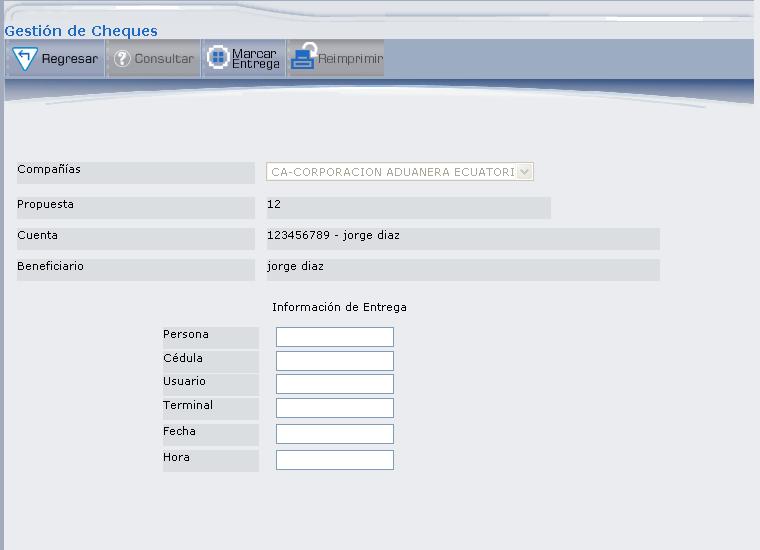 Gestión de Cheques
Regresar
Consultar
Marcar
Entrega
Reimprimir
Compañías
CA-CORPORACION ADUANERA ECUATORI
Propuesta
12
Cuenta
123456789 - jorge diaz
Beneficiario
jorge diaz
Información de Entrega
Persona
Cédula
Usuario
Terminal
Fecha
Hora